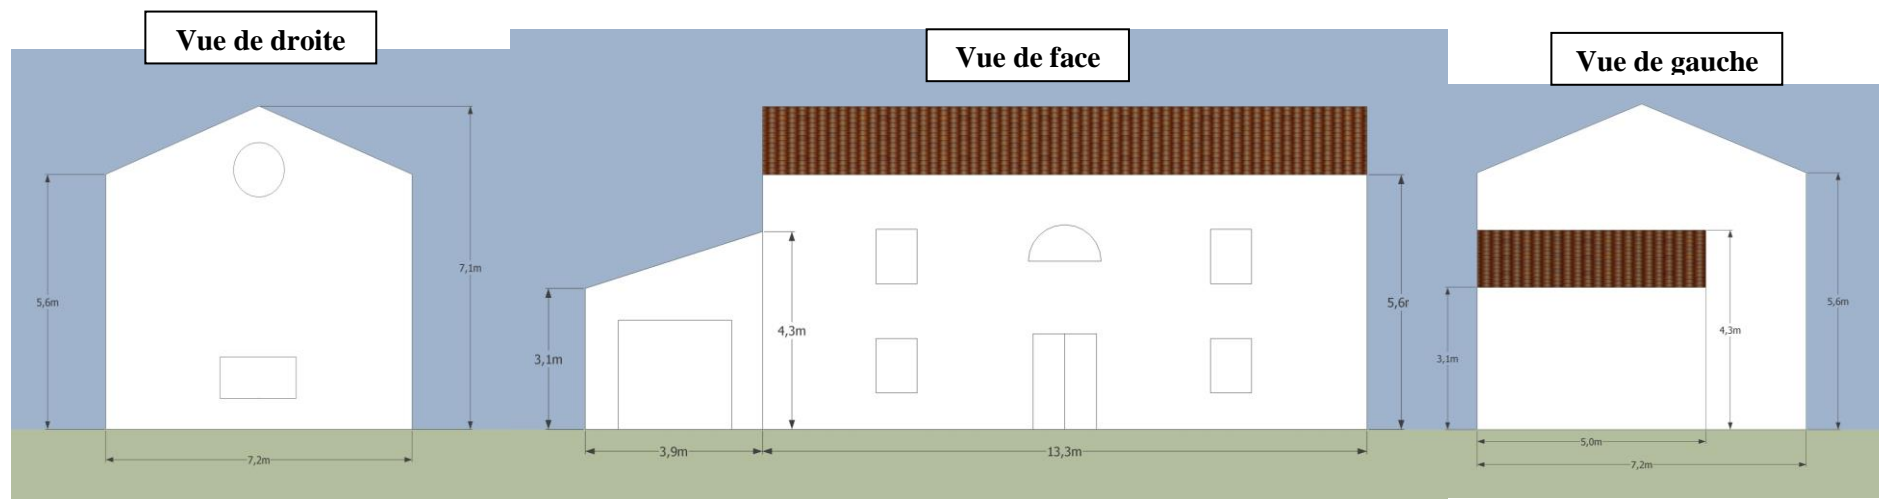 Vue de droite
Vue de face
Vue de gauche
7,1m
5,6m
7,2m
3,1m
4,3m
5,6r
3,9m
13,3m
3,1m
4,3m
5,6m
5,0m
7,2m